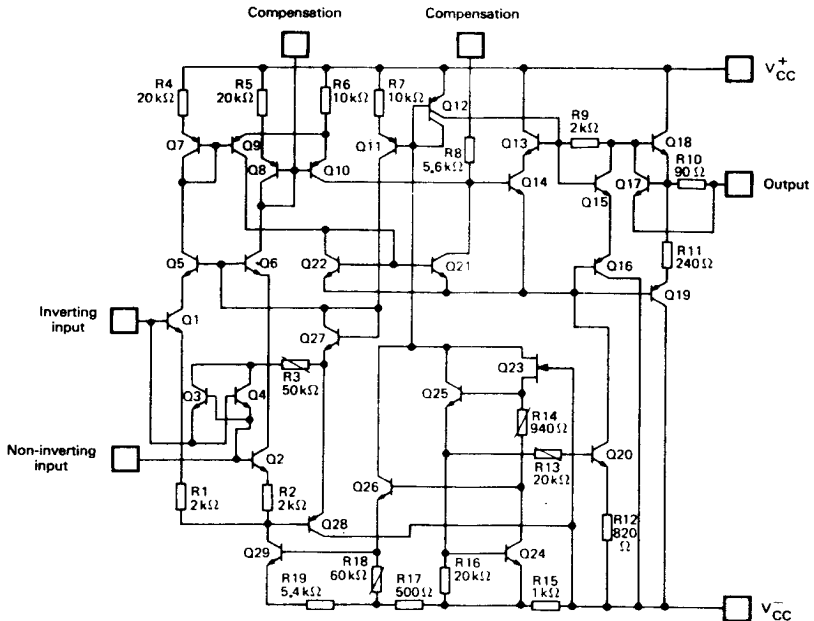 Compensation
Compensation
V+CC
R4
20kΩ
R5
20kΩ
R6
10kΩ
R7
10kΩ
Q12
R9
2kΩ
Q18
Q7
Q9
Q8
Q10
Q11
R8
5.6kΩ
Q13
Q14
Q15
Q17
R10
90Ω
Output
Q5
Q6
Q22
Q21
Q16
R11
240Ω
Q19
Inverting
input
Q1
Q27
R3
50kΩ
Q3
Q4
Q23
Q25
R14
940Ω
Non-inverting
input
Q2
R13
20kΩ
Q20
Q26
R1
2kΩ
R2
2kΩ
Q28
R12
820
Ω
Q29
R18
60kΩ
R16
20kΩ
Q24
R19
5.4kΩ
R17
500Ω
R15
1kΩ
V−CC